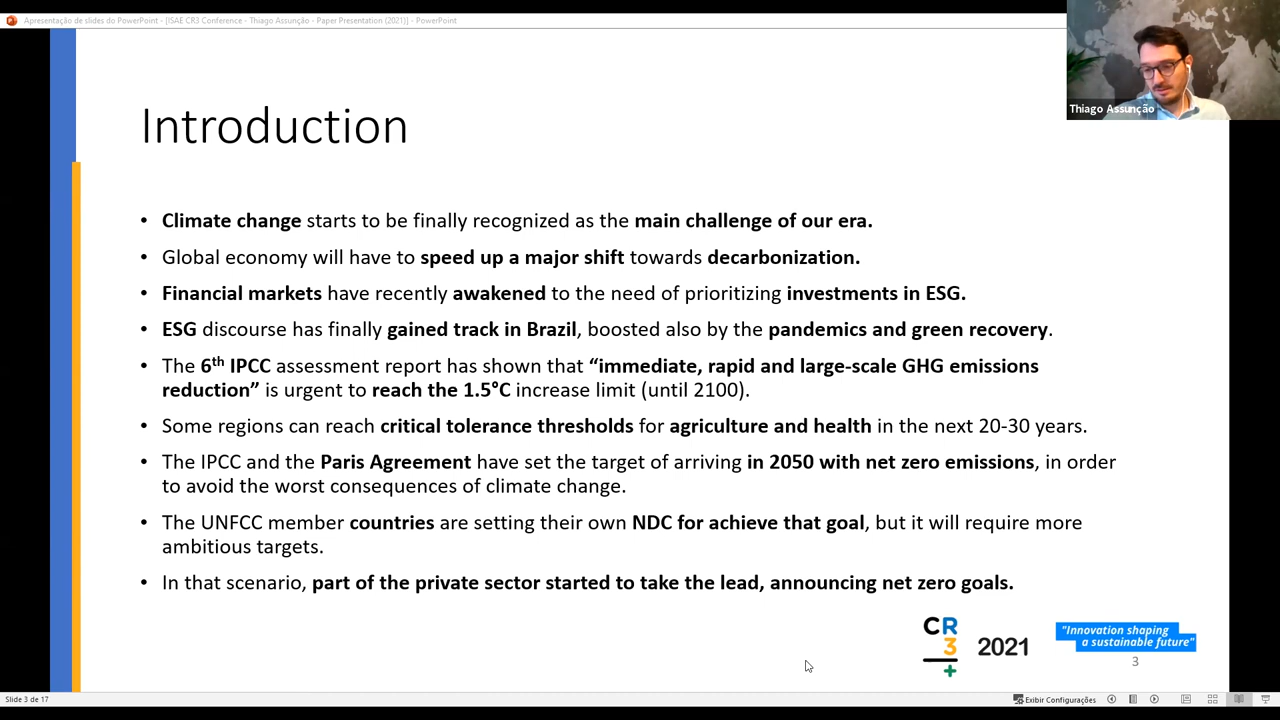 Apresentação de slides do PowerPoint - [ISAE CR3 Conference - Thiago Assunção - Paper Presentation (2021)] - PowerPoint
Thiago Assunção
Introduction
• Climate change starts to be finally recognized as the main challenge of our era.
• Global economy will have to speed up a major shift towards decarbonization.
• Financial markets have recently awakened to the need of prioritizing investments in ESG.
• ESG discourse has finally gained track in Brazil, boosted also by the pandemics and green recovery.
• The 6th IPCC assessment report has shown that “immediate, rapid and large-scale GHG emissions
reduction” is urgent to reach the 1.5°C increase limit (until 2100).
• Some regions can reach critical tolerance thresholds for agriculture and health in the next 20-30 years.
• The IPCC and the Paris Agreement have set the target of arriving in 2050 with net zero emissions, in order
to avoid the worst consequences of climate change.
• The UNFCC member countries are setting their own NDC for achieve that goal, but it will require more
ambitious targets.
• In that scenario, part of the private sector started to take the lead, announcing net zero goals.
CR
3
+
2021
"Innovation shaping
a sustainable future"
3
Slide 3 de 17
Exibir Configurações